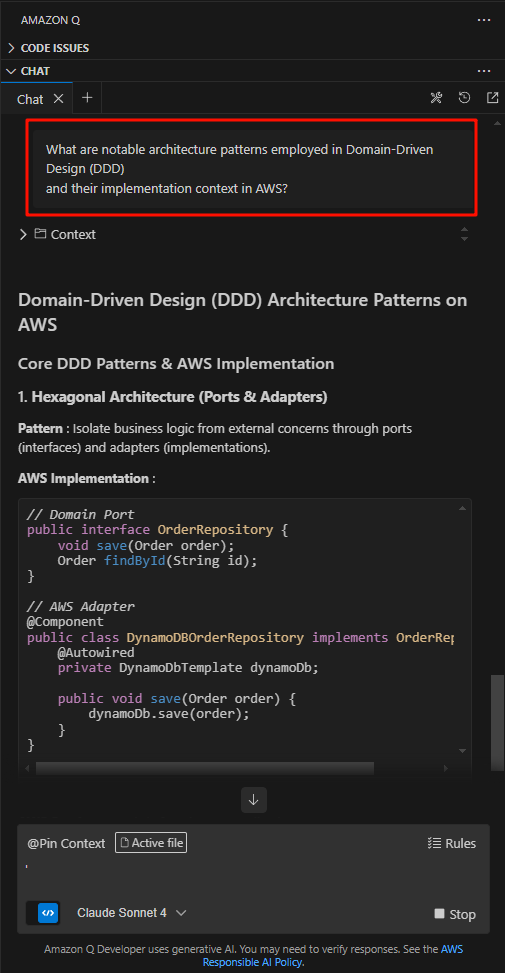 AMAZON Q
CODE ISSUES
CHAT
Chat
What are notable architecture patterns employed in Domain-Driven
Design (DDD)
and their implementation context in AWS?
Context
Domain-Driven Design (DDD) Architecture Patterns on
AWS
Core DDD Patterns & AWS Implementation
1. Hexagonal Architecture (Ports & Adapters)
Pattern : Isolate business logic from external concerns through ports
(interfaces) and adapters (implementations).
AWS Implementation :
// Domain Port
public interface OrderRepository {
    void save(Order order);
    Order findById(String id);
}
// AWS Adapter
@Component
public class DynamoDBOrderRepository implements OrderRep
    @Autowired
    private DynamoDbTemplate dynamoDb;
    public void save(Order order) {
        dynamoDb.save(order);
    }
}
@Pin Context Active file Rules
'
Claude Sonnet 4 Stop
Amazon Q Developer uses generative AI. You may need to verify responses. See the AWS
Responsible AI Policy.